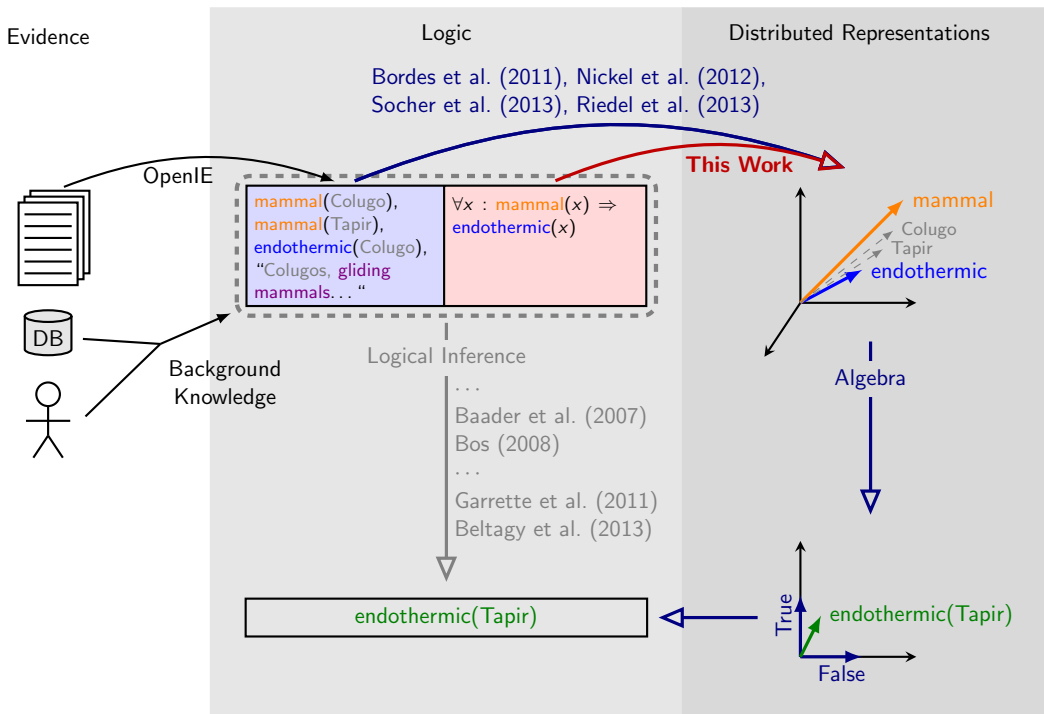 Evidence
Logic
Distributed Representations
Bordes et al. (2011), Nickel et al. (2012),
Socher et al. (2013), Riedel et al. (2013)
This Work
OpenIE
mammal(Colugo),
mammal(Tapir),
endothermic(Colugo),
“Colugos, gliding
mammals. . . “
∀x : mammal(x) ⇒
endothermic(x)
mammal
Colugo
Tapir
endothermic
DB
Background
Knowledge
Logical Inference
. . .
Baader et al. (2007)
Bos (2008)
. . .
Garrette et al. (2011)
Beltagy et al. (2013)
Algebra
endothermic(Tapir)
True
endothermic(Tapir)
False